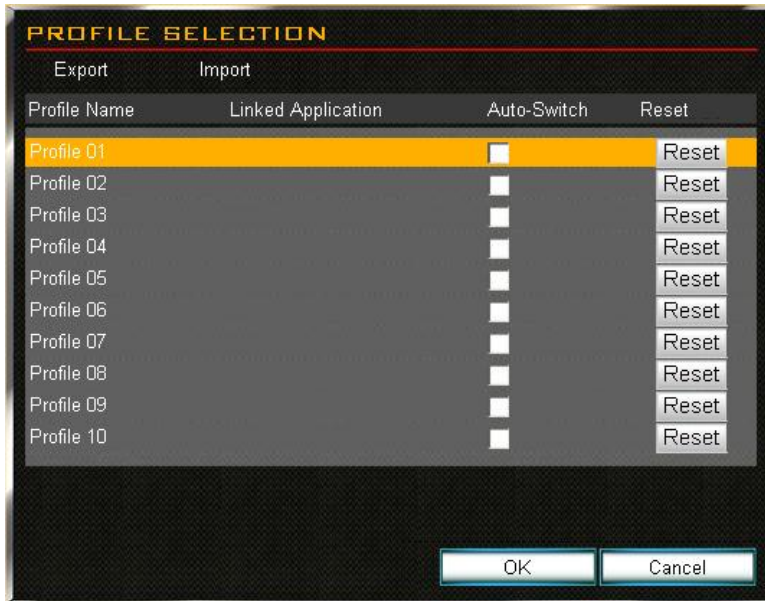 PROFILE SELECTION
Export Import
Profile Name Linked Application Auto-Switch Reset
Profile 01 Reset
Profile 02 Reset
Profile 03 Reset
Profile 04 Reset
Profile 05 Reset
Profile 06 Reset
Profile 07 Reset
Profile 08 Reset
Profile 09 Reset
Profile 10 Reset
OK Cancel